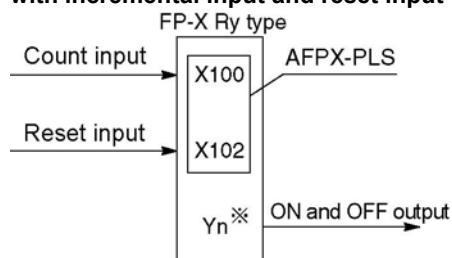 with incremental input and reset input
FP-X Ry type
Count input
X100
AFPX-PLS
Reset input
X102
Yn※
ON and OFF output